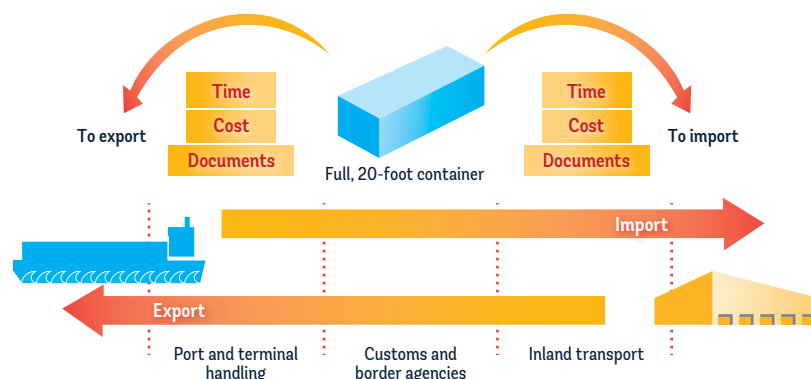 Time
Cost
Documents
To export
Full, 20-foot container
Time
Cost
Documents
To import
Import
Export
Port and terminal
handling
Customs and
border agencies
Inland transport